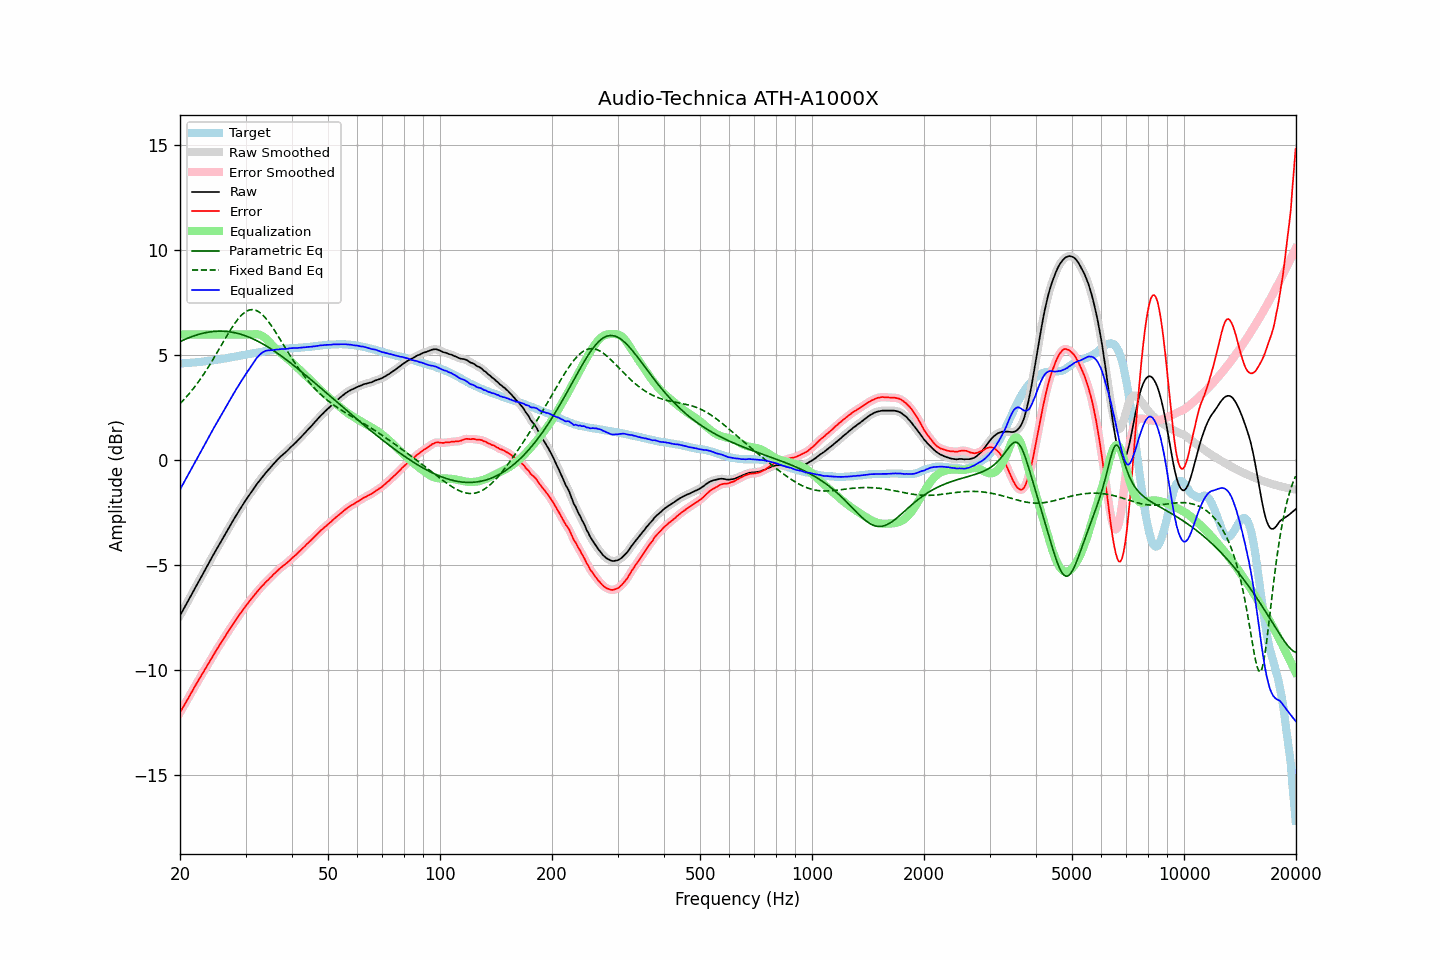 Audio-Technica ATH-A1000X
Target
Raw Smoothed
Error Smoothed
Raw
Error
Equalization
Parametric Eq
Fixed Band Eq
Equalized
15
10
5
0
−5
−10
−15
Amplitude (dBr)
20 50 100 200 500 1000 2000 5000 10000 20000
Frequency (Hz)